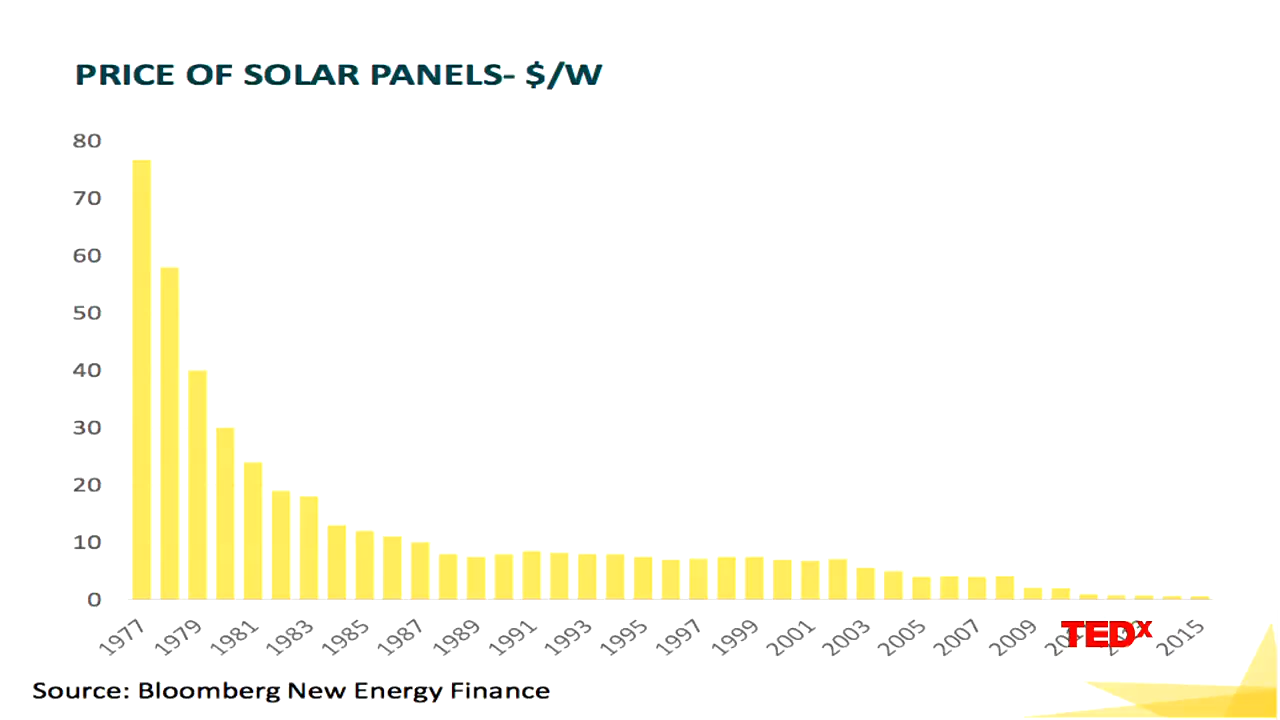 PRICE OF SOLAR PANELS- $/W
80
70
60
50
40
30
20
10
0
1977 1979 1981 1983 1985 1987 1989 1991 1993 1995 1997 1999 2001 2003 2005 2007 2009 2015
TEDx
Source: Bloomberg New Energy Finance